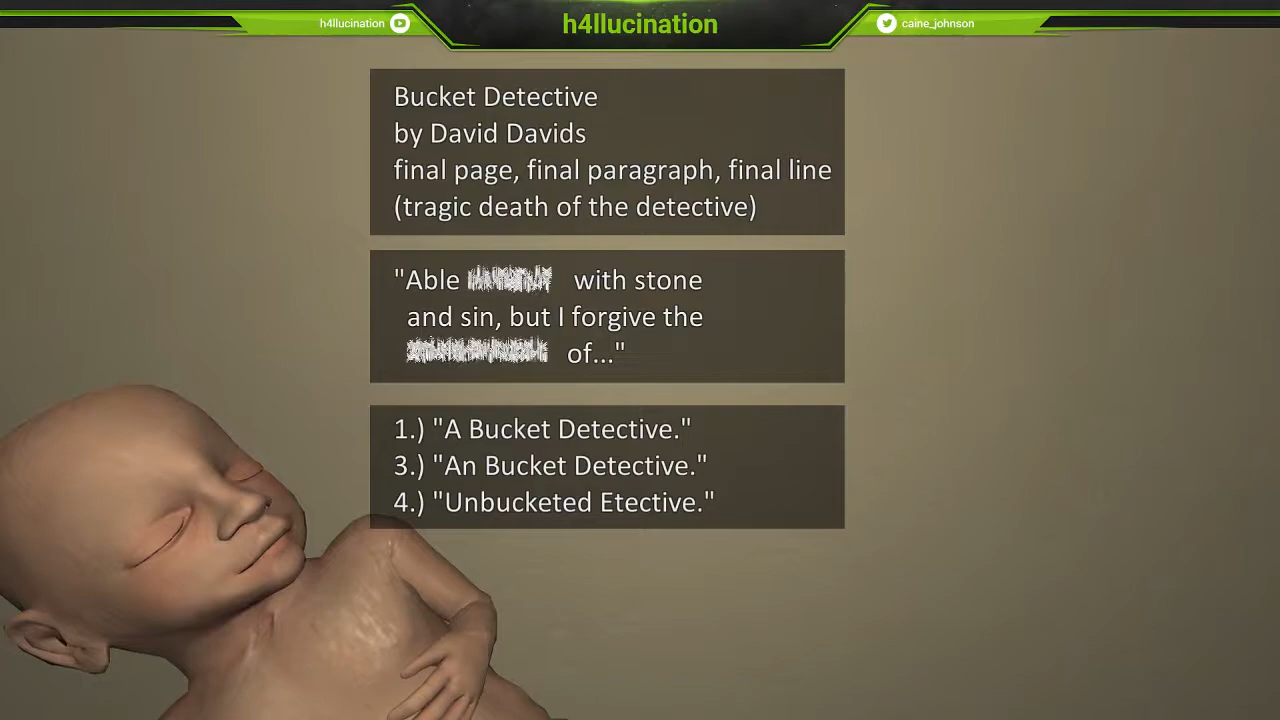 h4llucination
h4llucination
caine_johnson
Bucket Detective
by David Davids
final page, final paragraph, final line
(tragic death of the detective)
"Able with stone
and sin, but I forgive the
of..."
1.) "A Bucket Detective."
3.) "An Bucket Detective."
4.) "Unbucketed Etective."